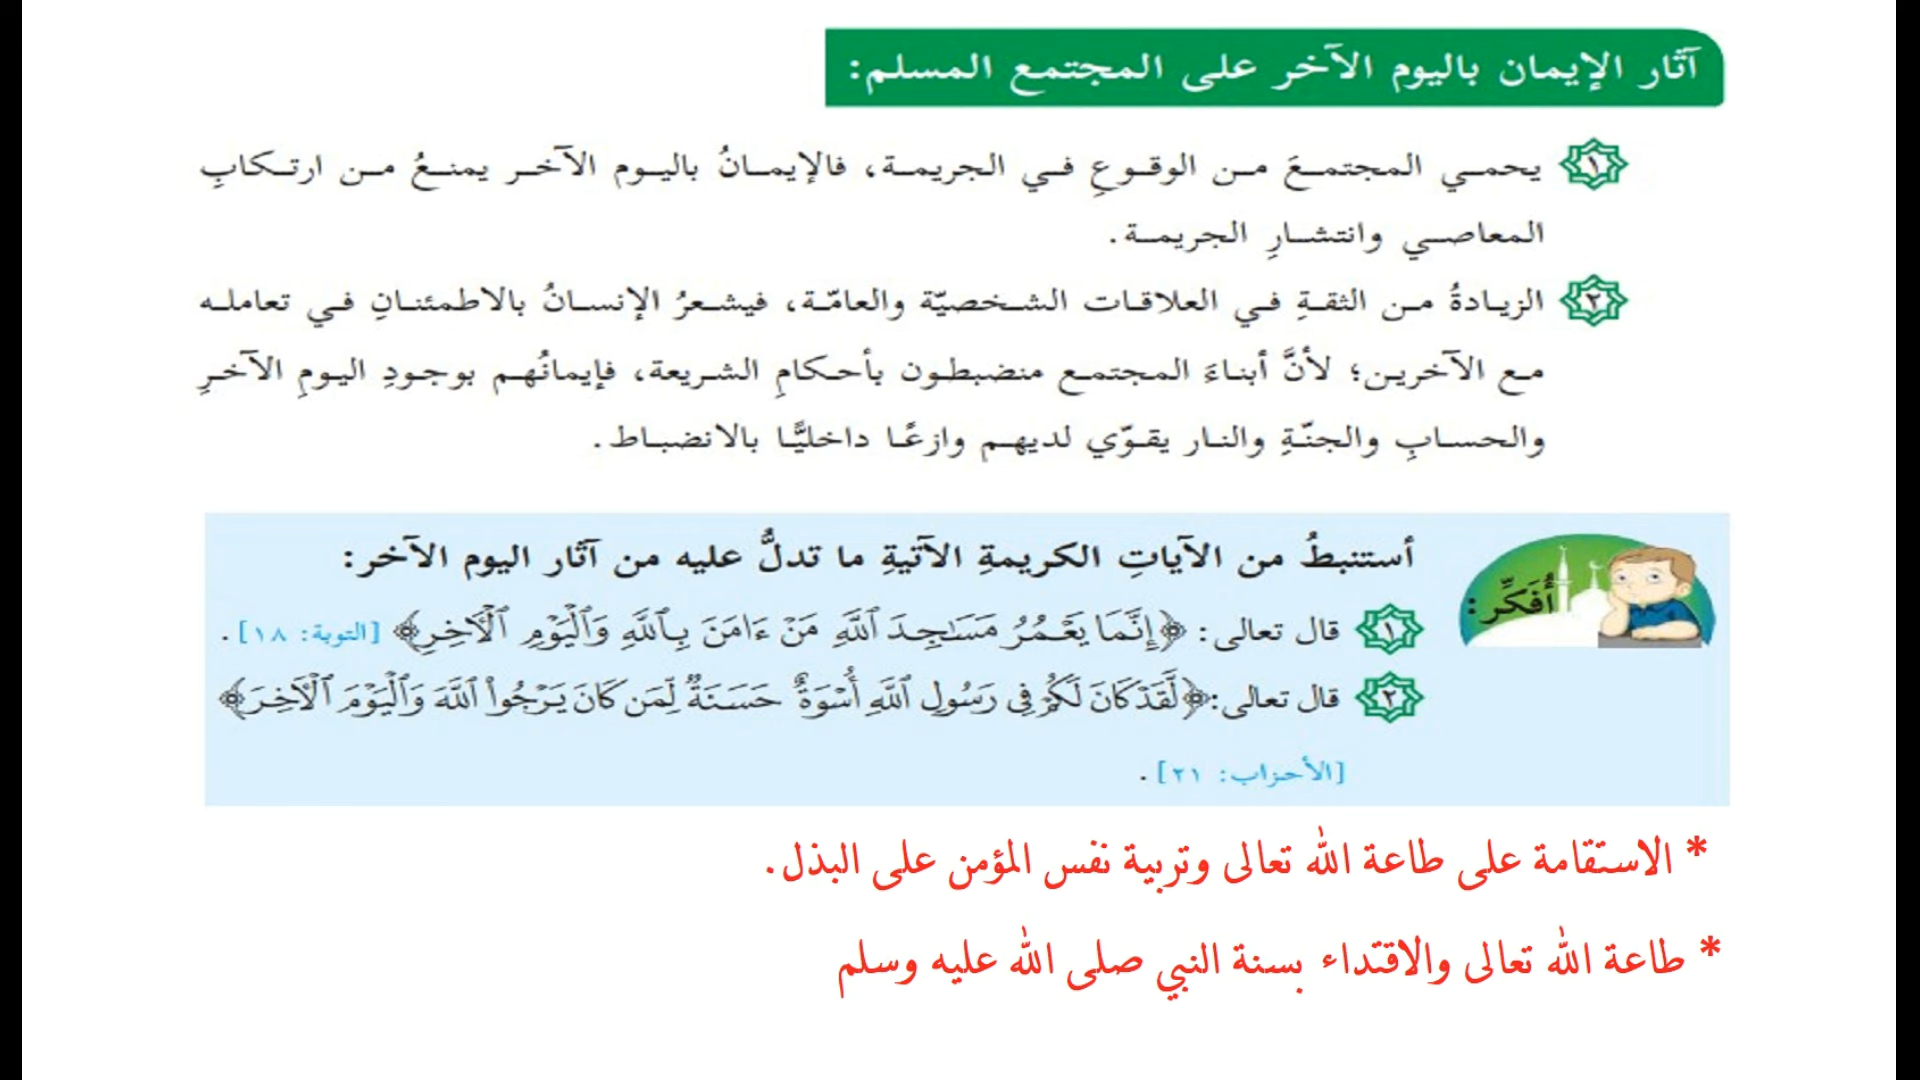 آثار الإيمان باليوم الآخر على المجتمع المسلم:
١ يحمي المجتمعَ من الوقوعِ في الجريمة، فالإيمانُ باليوم الآخر يمنعُ من ارتكابِ
المعاصي وانتشارِ الجريمة.
٢ الزيادةُ من الثقةِ في العلاقات الشخصيّة والعامّة، فيشعرُ الإنسانُ بالاطمئنانِ في تعامله
مع الآخرين؛ لأنَّ أبناءَ المجتمع منضبطون بأحكامِ الشريعة، فإيمانُهم بوجودِ اليومِ الآخرِ
والحسابِ والجنّةِ والنار يقوّي لديهم وازعًا داخليًّا بالانضباط.
أُفَكِّر:
أستنبطُ من الآياتِ الكريمةِ الآتيةِ ما تدلُّ عليه من آثار اليوم الآخر:
١ قال تعالى: ﴿إِنَّمَا يَعْمُرُ مَسَٰجِدَ ٱللَّهِ مَنْ ءَامَنَ بِٱللَّهِ وَٱلْيَوْمِ ٱلْأَخِرِ﴾ [التوبة: ١٨].
٢ قال تعالى: ﴿لَّقَدْ كَانَ لَكُمْ فِى رَسُولِ ٱللَّهِ أُسْوَةٌ حَسَنَةٌ لِّمَن كَانَ يَرْجُوا۟ ٱللَّهَ وَٱلْيَوْمَ ٱلْأَخِرَ﴾
[الأحزاب: ٢١].
* الاستقامة على طاعة الله تعالى وتربية نفس المؤمن على البذل.
* طاعة الله تعالى والاقتداء بسنة النبي صلى الله عليه وسلم